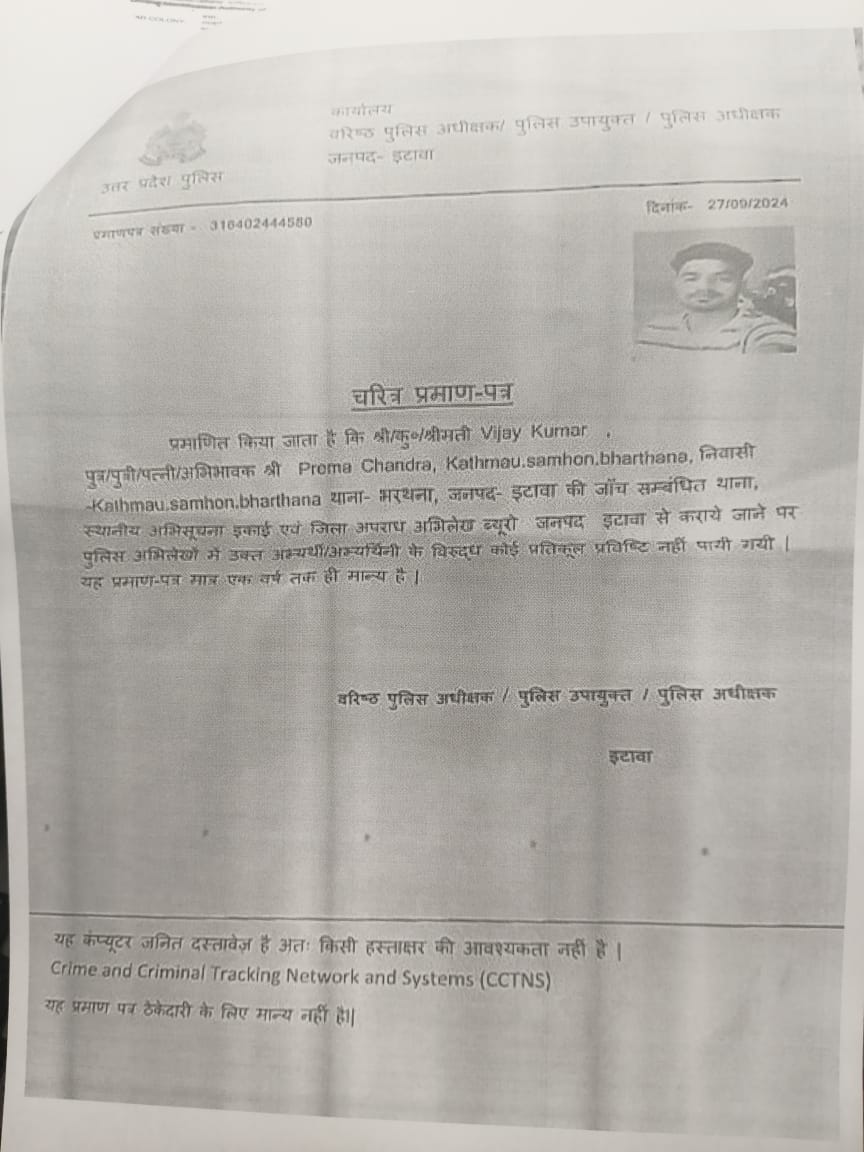 कार्यालय
वरिष्ठ पुलिस अधीक्षक/ पुलिस उपायुक्त / पुलिस अधीक्षक
जनपद- इटावा
उत्तर प्रदेश पुलिस
दिनांक- 27/09/2024
प्रमाणपत्र संख्या - 316402444580
चरित्र प्रमाण-पत्र
प्रमाणित किया जाता है कि श्री/कु०/श्रीमती Vijay Kumar ,
पुत्र/पुत्री/पत्नी/अभिभावक श्री Proma Chandra, Kathmau.samhon.bharthana, निवासी
-Kathmau.samhon.bharthana थाना- भरथना, जनपद- इटावा की जाँच सम्बंधित थाना,
स्थानीय अभिसूचना इकाई एवं जिला अपराध अभिलेख ब्यूरो जनपद इटावा से कराये जाने पर
पुलिस अभिलेखों में उक्त अभ्यर्थी/अभ्यर्थिनी के विरुद्ध कोई प्रतिकूल प्रविष्टि नहीं पायी गयी |
यह प्रमाण-पत्र मात्र एक वर्ष तक ही मान्य है |
वरिष्ठ पुलिस अधीक्षक / पुलिस उपायुक्त / पुलिस अधीक्षक
इटावा
यह कंप्यूटर जनित दस्तावेज़ है अतः किसी हस्ताक्षर की आवश्यकता नहीं है |
Crime and Criminal Tracking Network and Systems (CCTNS)
यह प्रमाण पत्र ठेकेदारी के लिए मान्य नहीं है।|